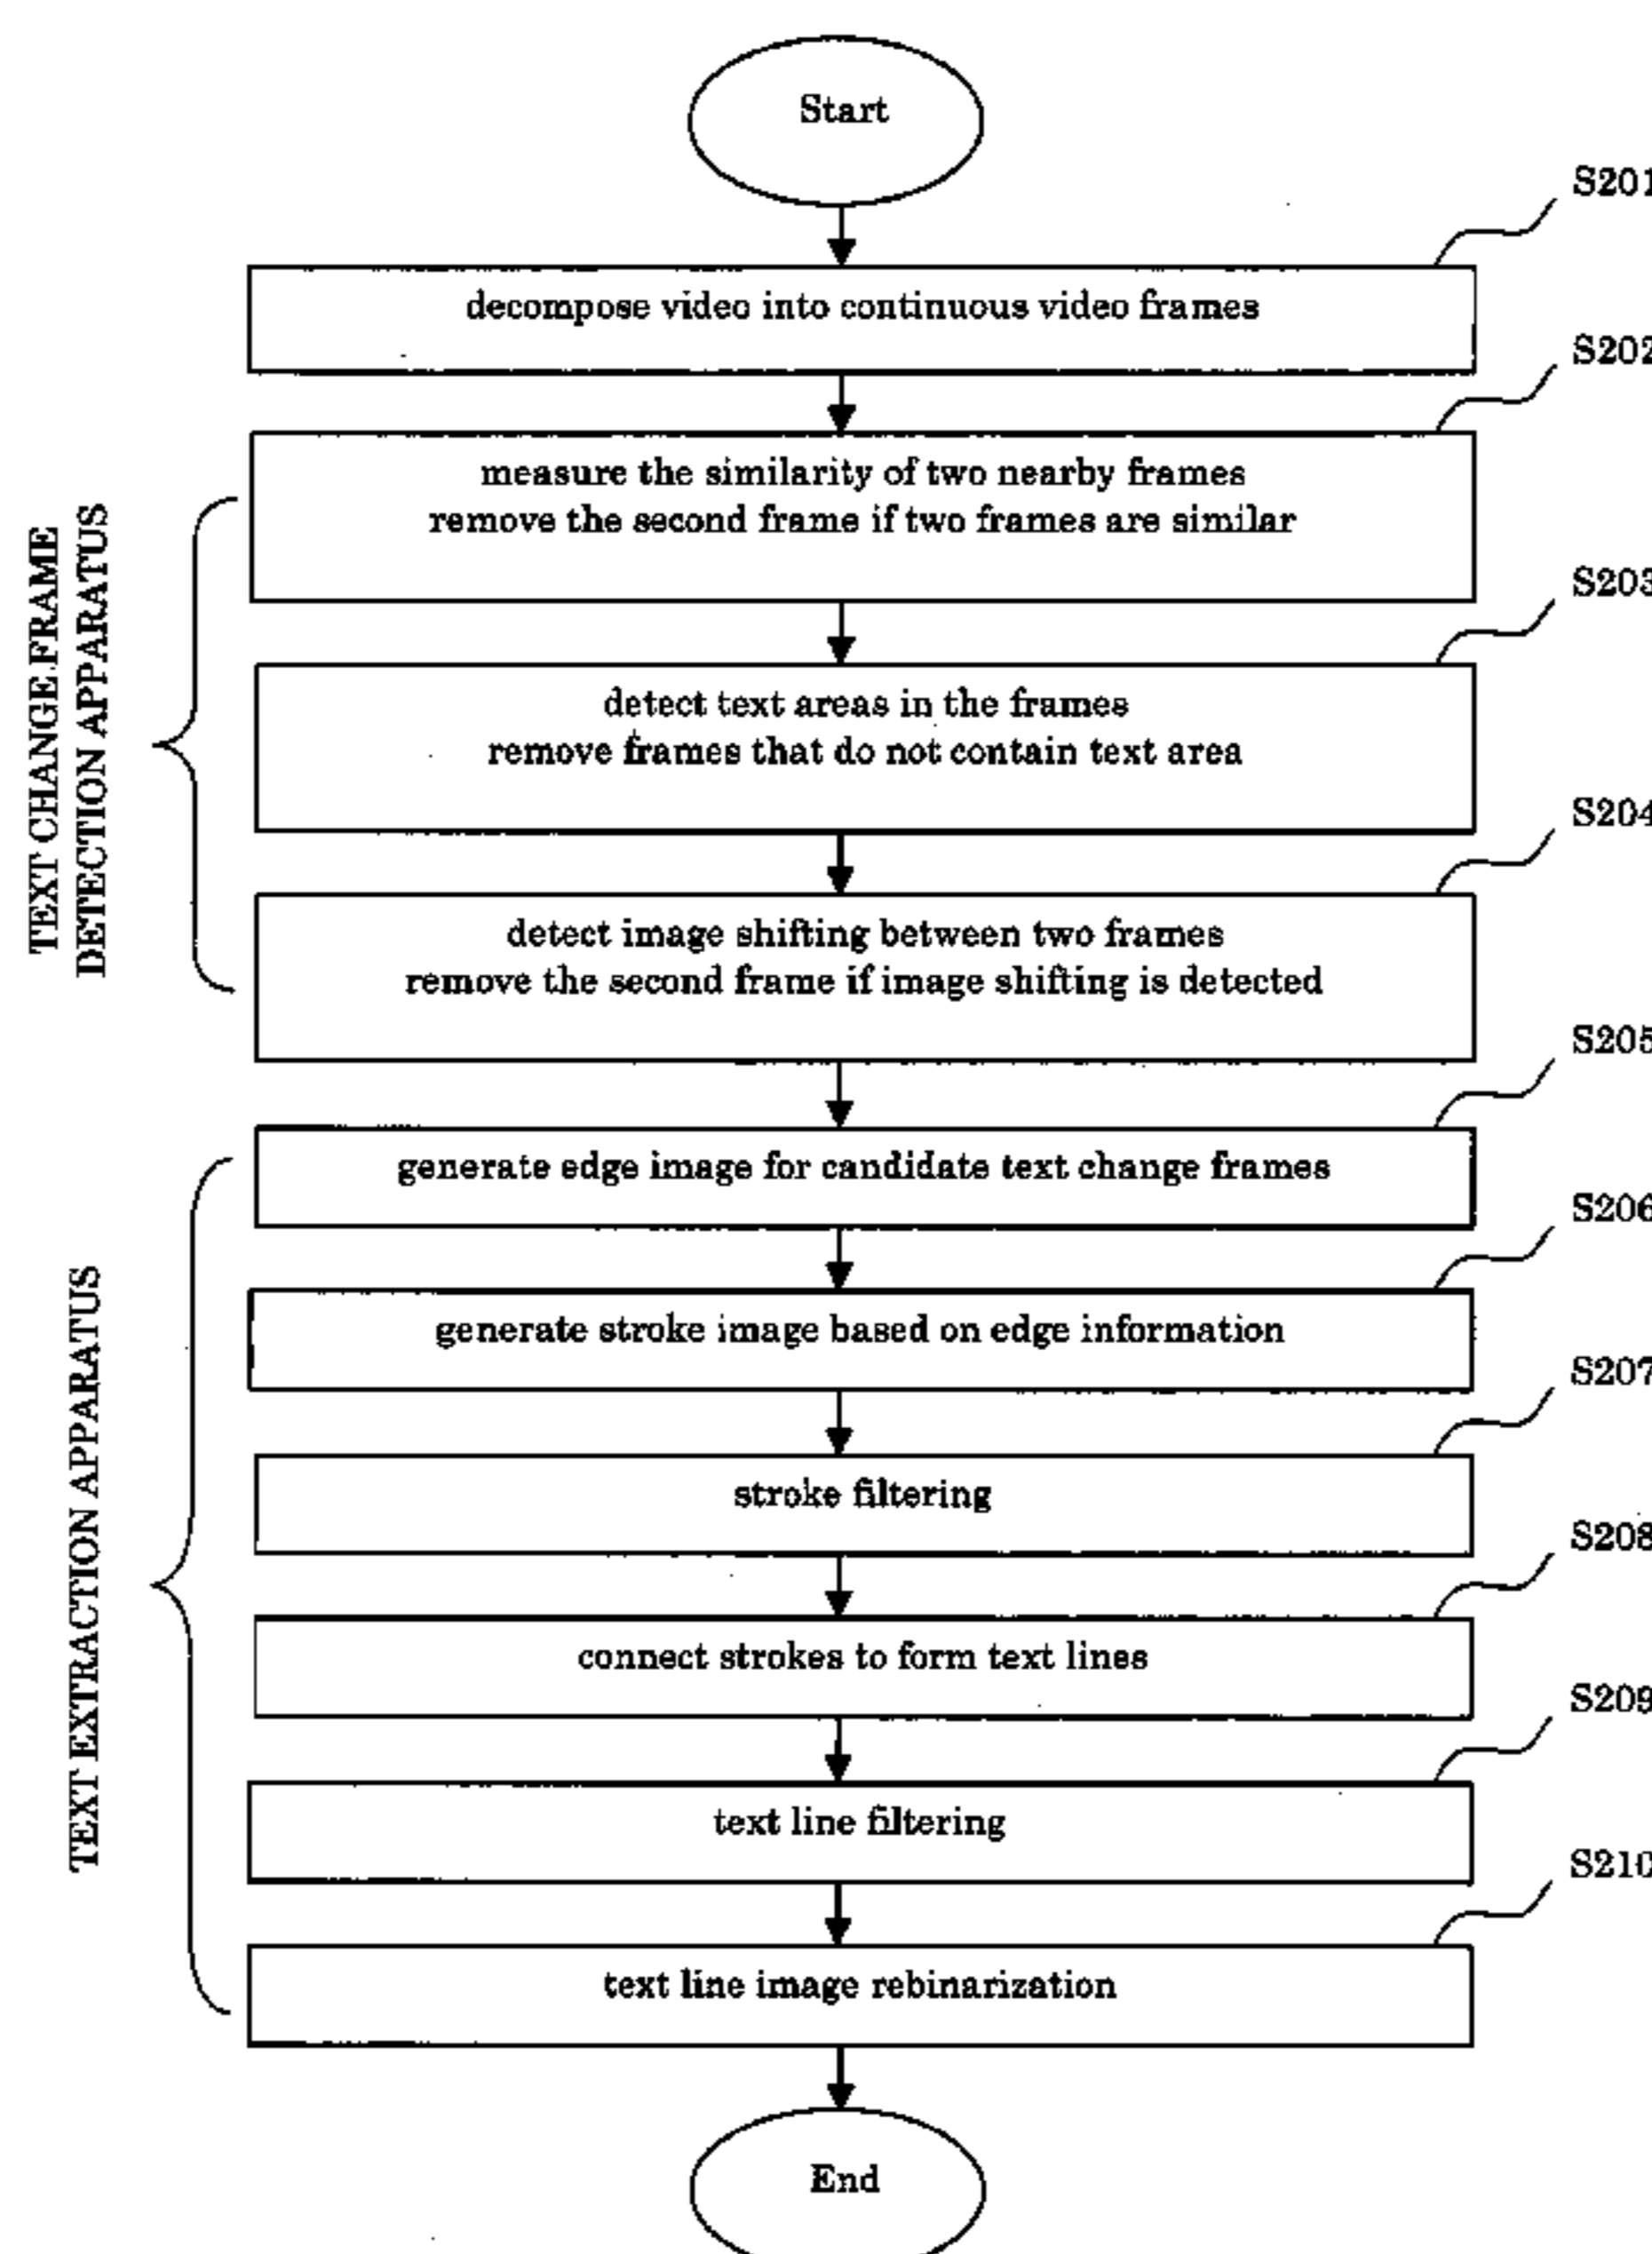 Start
S201
decompose video into continuous video frames
S202
measure the similarity of two nearby frames
remove the second frame if two frames are similar
S203
detect text areas in the frames
remove frames that do not contain text area
S204
detect image shifting between two frames
remove the second frame if image shifting is detected
TEXT CHANGE FRAME
DETECTION APPARATUS
S205
generate edge image for candidate text change frames
S206
generate stroke image based on edge information
S207
stroke filtering
S208
connect strokes to form text lines
S209
text line filtering
S210
text line image rebinarization
TEXT EXTRACTION APPARATUS
End